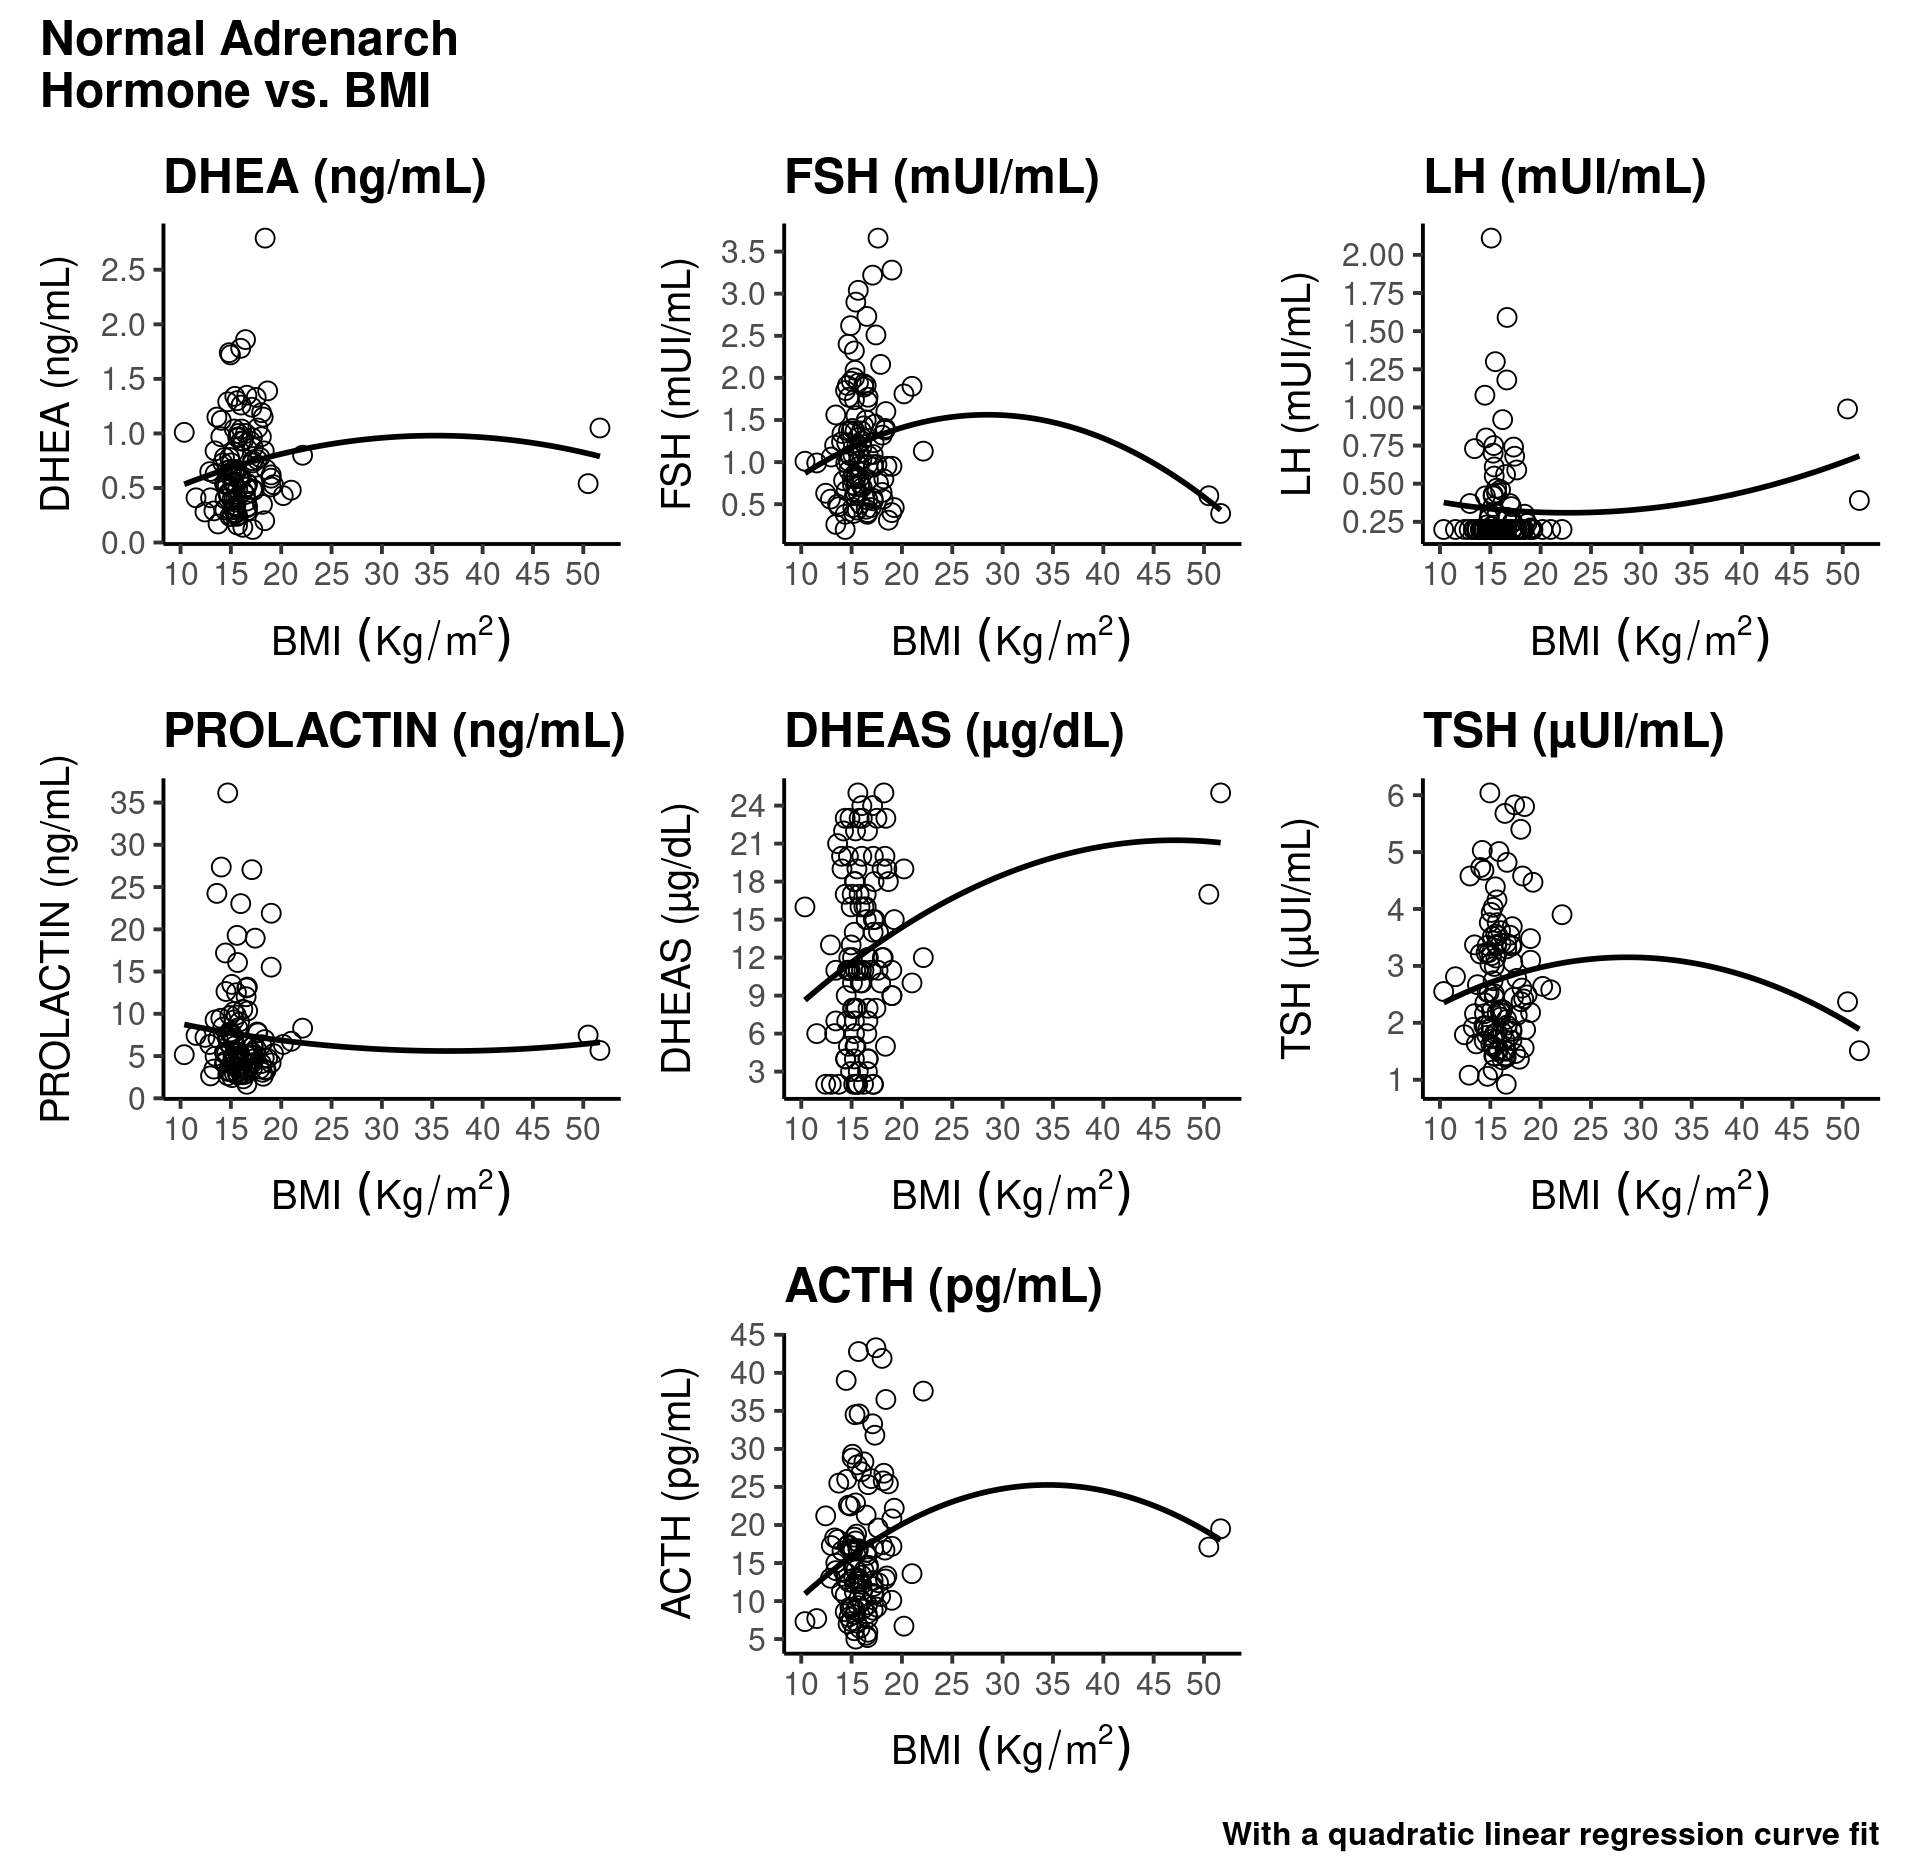 Normal Adrenarch
Hormone vs. BMI
DHEA (ng/mL)
DHEA (ng/mL)
2.5
2.0
1.5
1.0
0.5
0.0
10 15 20 25 30 35 40 45 50
BMI (Kg/m²)
FSH (mUI/mL)
FSH (mUI/mL)
3.5
3.0
2.5
2.0
1.5
1.0
0.5
10 15 20 25 30 35 40 45 50
BMI (Kg/m²)
LH (mUI/mL)
LH (mUI/mL)
2.00
1.75
1.50
1.25
1.00
0.75
0.50
0.25
10 15 20 25 30 35 40 45 50
BMI (Kg/m²)
PROLACTIN (ng/mL)
PROLACTIN (ng/mL)
35
30
25
20
15
10
5
0
10 15 20 25 30 35 40 45 50
BMI (Kg/m²)
DHEAS (µg/dL)
DHEAS (µg/dL)
24
21
18
15
12
9
6
3
10 15 20 25 30 35 40 45 50
BMI (Kg/m²)
TSH (µUI/mL)
TSH (µUI/mL)
6
5
4
3
2
1
10 15 20 25 30 35 40 45 50
BMI (Kg/m²)
ACTH (pg/mL)
ACTH (pg/mL)
45
40
35
30
25
20
15
10
5
10 15 20 25 30 35 40 45 50
BMI (Kg/m²)
With a quadratic linear regression curve fit